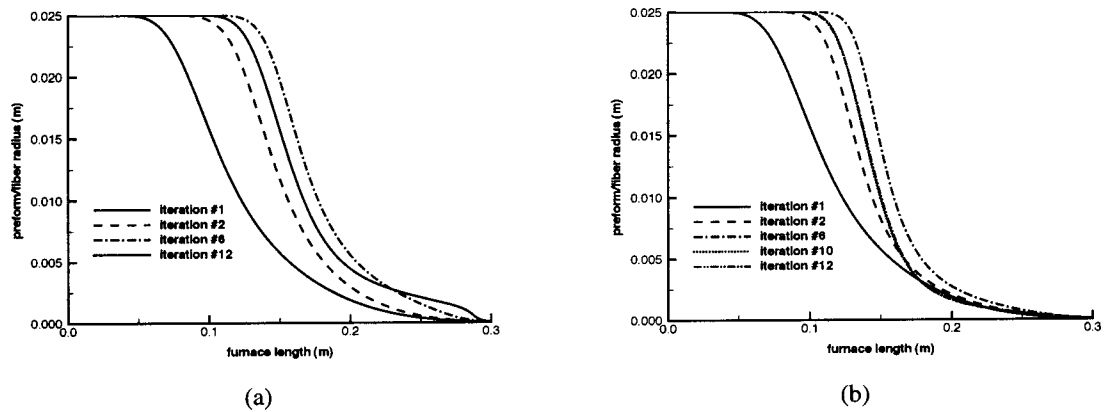 0.025
0.020
0.015
0.010
0.005
0.000
preform/fiber radius (m)
iteration #1
iteration #2
iteration #6
iteration #12
0.0
0.1
0.2
0.3
furnace length (m)
(a)
0.025
0.020
0.015
0.010
0.005
0.000
preform/fiber radius (m)
iteration #1
iteration #2
iteration #6
iteration #10
iteration #12
0.0
0.1
0.2
0.3
furnace length (m)
(b)